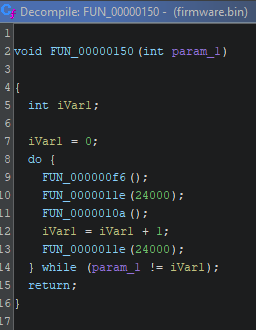 Decompile: FUN_00000150 - (firmware.bin)
1
2 void FUN_00000150(int param_1)
3
4 {
5 int iVar1;
6
7 iVar1 = 0;
8 do {
9 FUN_000000f6();
10 FUN_0000011e(24000);
11 FUN_0000010a();
12 iVar1 = iVar1 + 1;
13 FUN_0000011e(24000);
14 } while (param_1 != iVar1);
15 return;
16 }
17